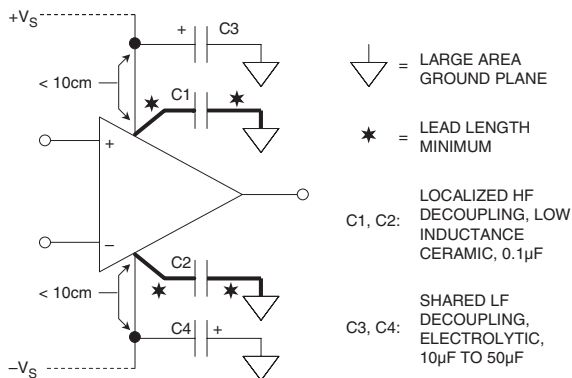 +VS
+ C3
= LARGE AREA
GROUND PLANE
< 10cm
C1
★ ★
+
★ = LEAD LENGTH
MINIMUM
C1, C2: LOCALIZED HF
DECOUPLING, LOW
INDUCTANCE
CERAMIC, 0.1µF
–
C2
★ ★
< 10cm
C3, C4: SHARED LF
DECOUPLING,
ELECTROLYTIC,
10µF TO 50µF
C4 +
–VS